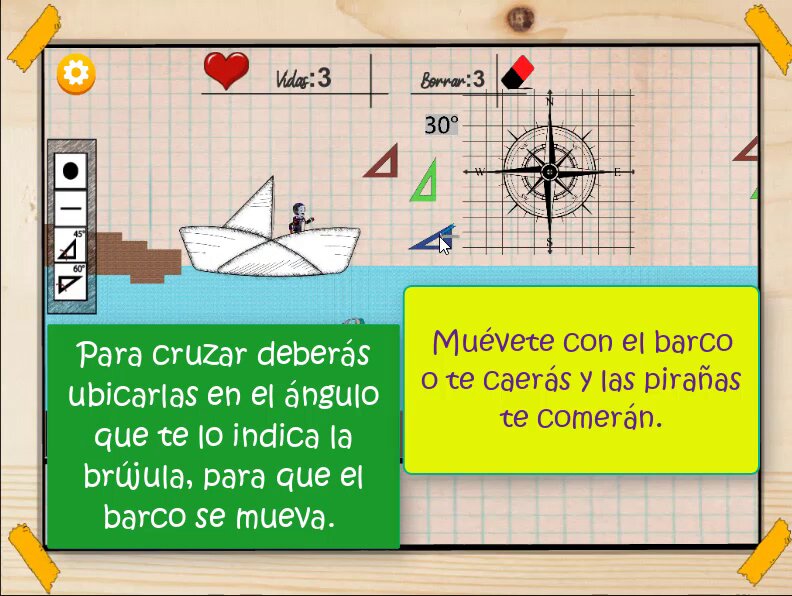 Vidas:3
Borrar:3
30°
N
W
E
S
45°
60°
Para cruzar deberás
ubicarlas en el ángulo
que te lo indica la
brújula, para que el
barco se mueva.
Muévete con el barco
o te caerás y las pirañas
te comerán.